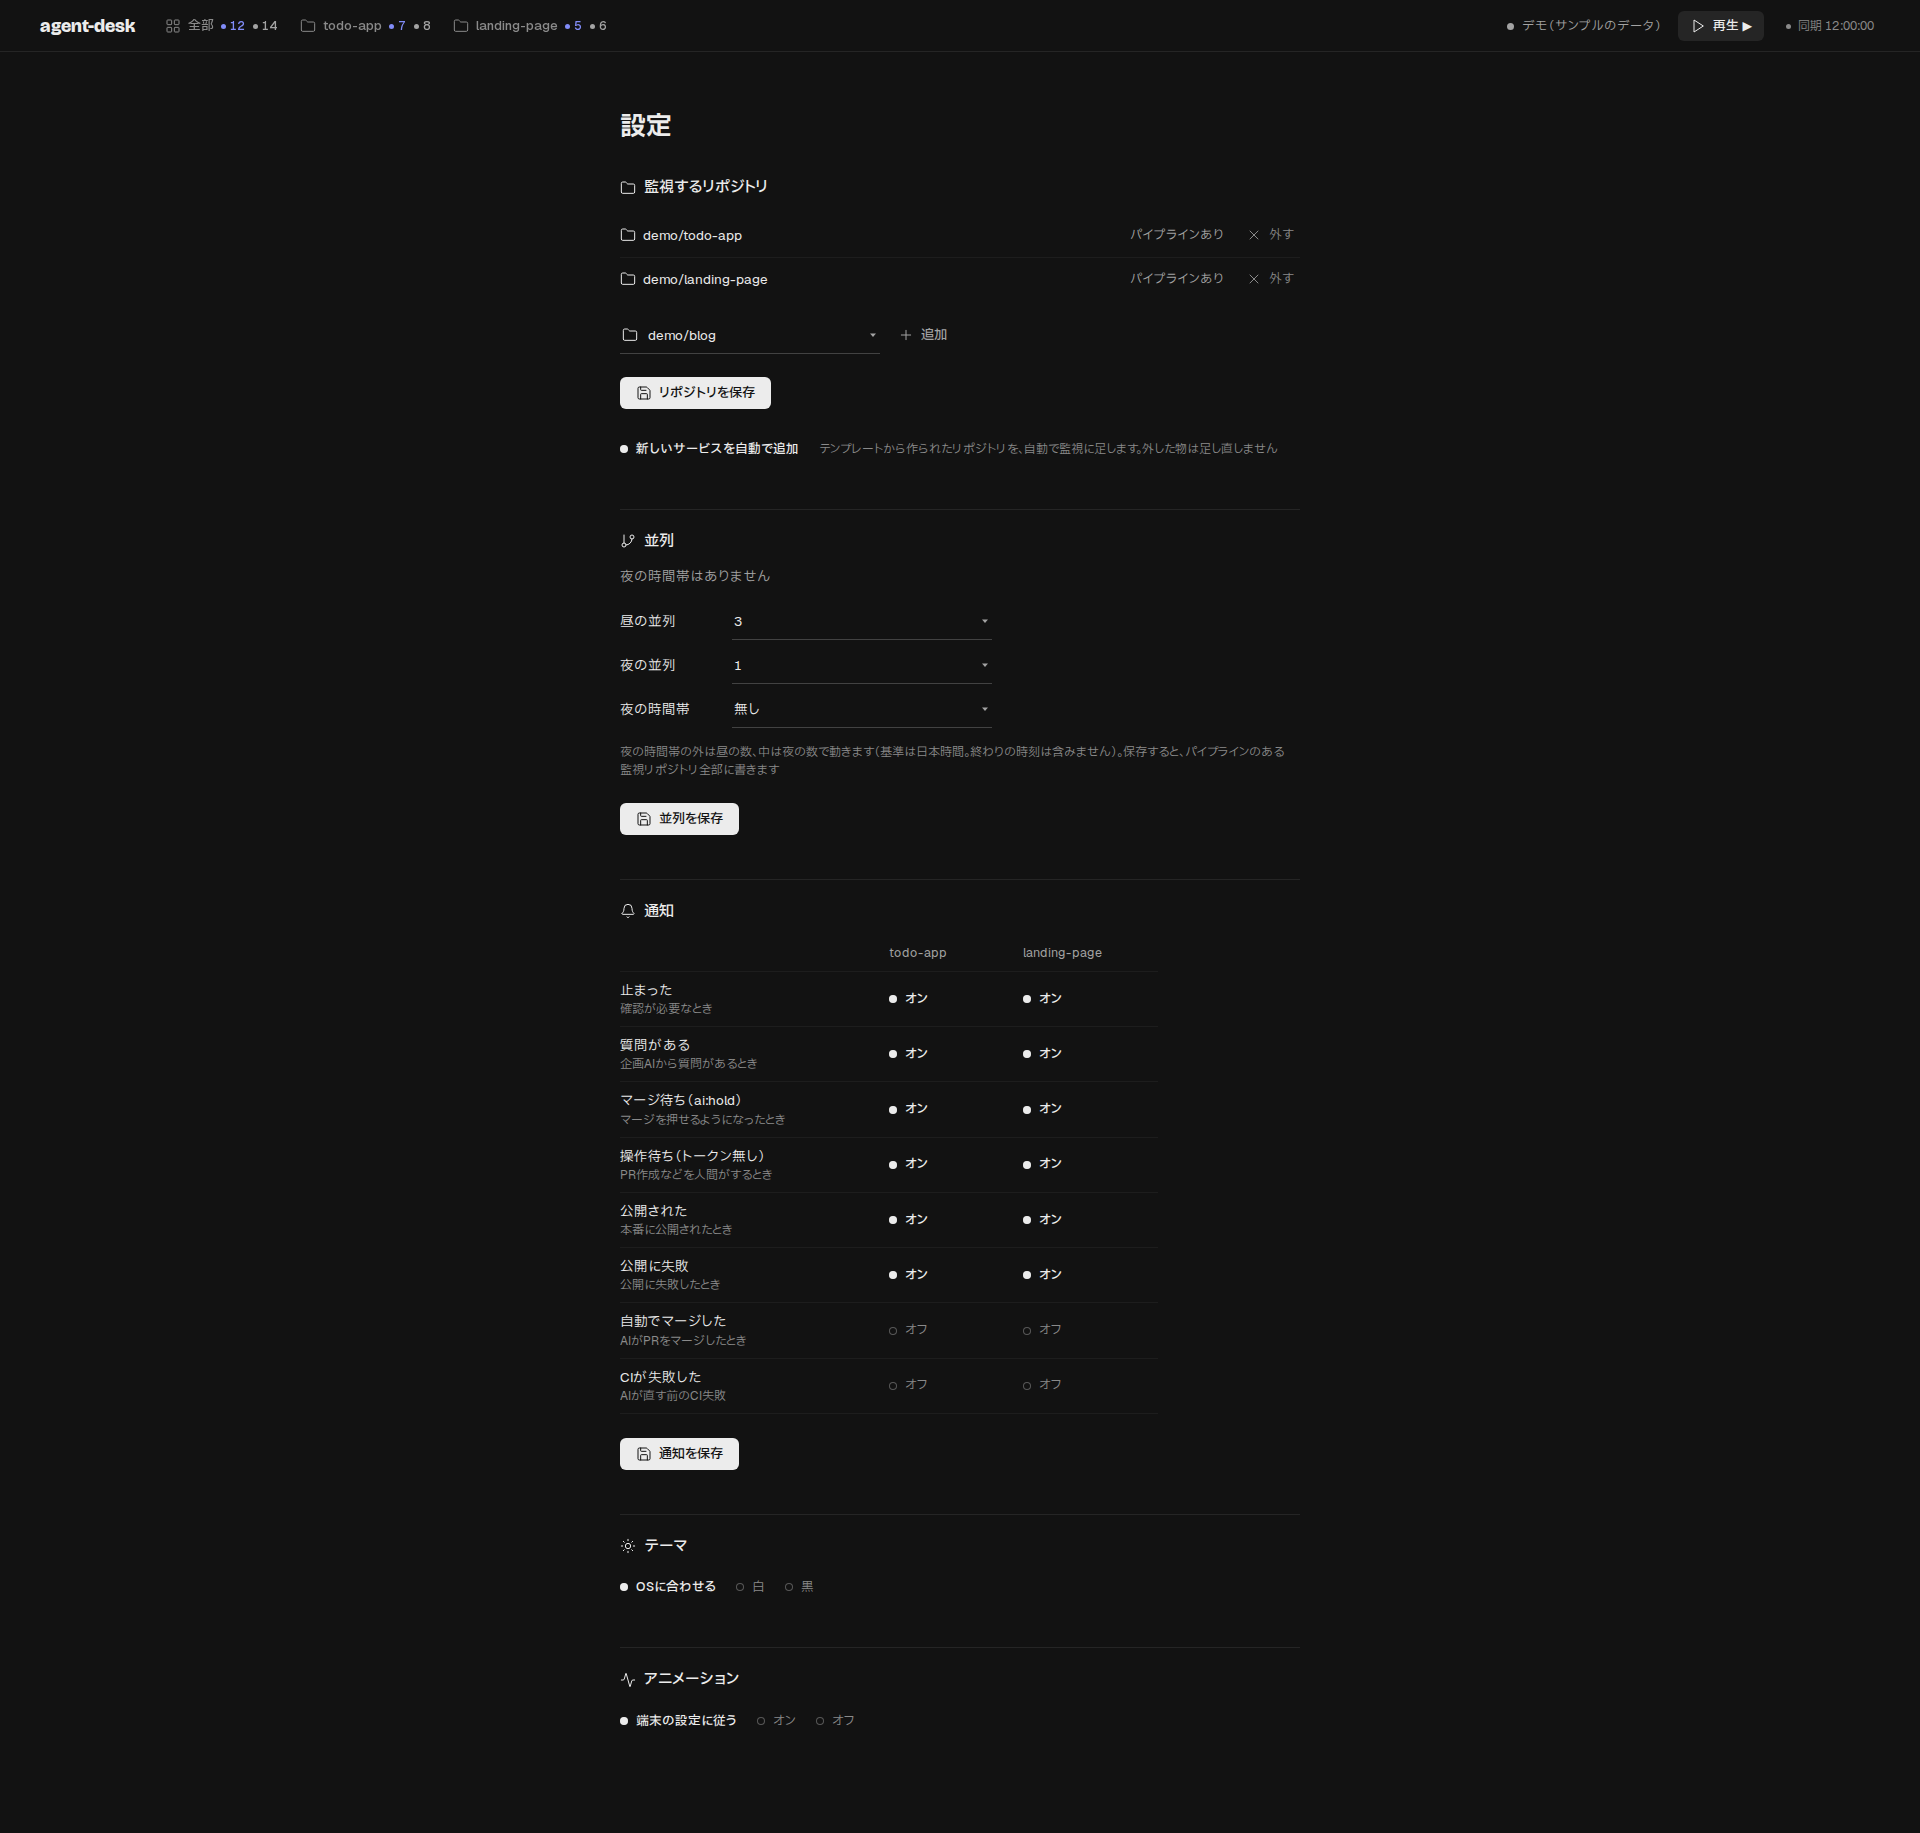 agent-desk 全部 12 14 todo-app 7 8 landing-page 5 6 デモ(サンプルのデータ) 再生 ▶ 同期 12:00:00
設定
監視するリポジトリ
demo/todo-app パイプラインあり 外す
demo/landing-page パイプラインあり 外す
demo/blog 追加
リポジトリを保存
新しいサービスを自動で追加 テンプレートから作られたリポジトリを、自動で監視に足します。外した物は足し直しません
並列
夜の時間帯はありません
昼の並列 3
夜の並列 1
夜の時間帯 無し
夜の時間帯の外は昼の数、中は夜の数で動きます(基準は日本時間。終わりの時刻は含みません)。保存すると、パイプラインのある
監視リポジトリ全部に書きます
並列を保存
通知
todo-app landing-page
止まった
確認が必要なとき
オン オン
質問がある
企画AIから質問があるとき
オン オン
マージ待ち(ai:hold)
マージを押せるようになったとき
オン オン
操作待ち(トークン無し)
PR作成などを人間がするとき
オン オン
公開された
本番に公開されたとき
オン オン
公開に失敗
公開に失敗したとき
オン オン
自動でマージした
AIがPRをマージしたとき
オフ オフ
CIが失敗した
AIが直す前のCI失敗
オフ オフ
通知を保存
テーマ
OSに合わせる 白 黒
アニメーション
端末の設定に従う オン オフ